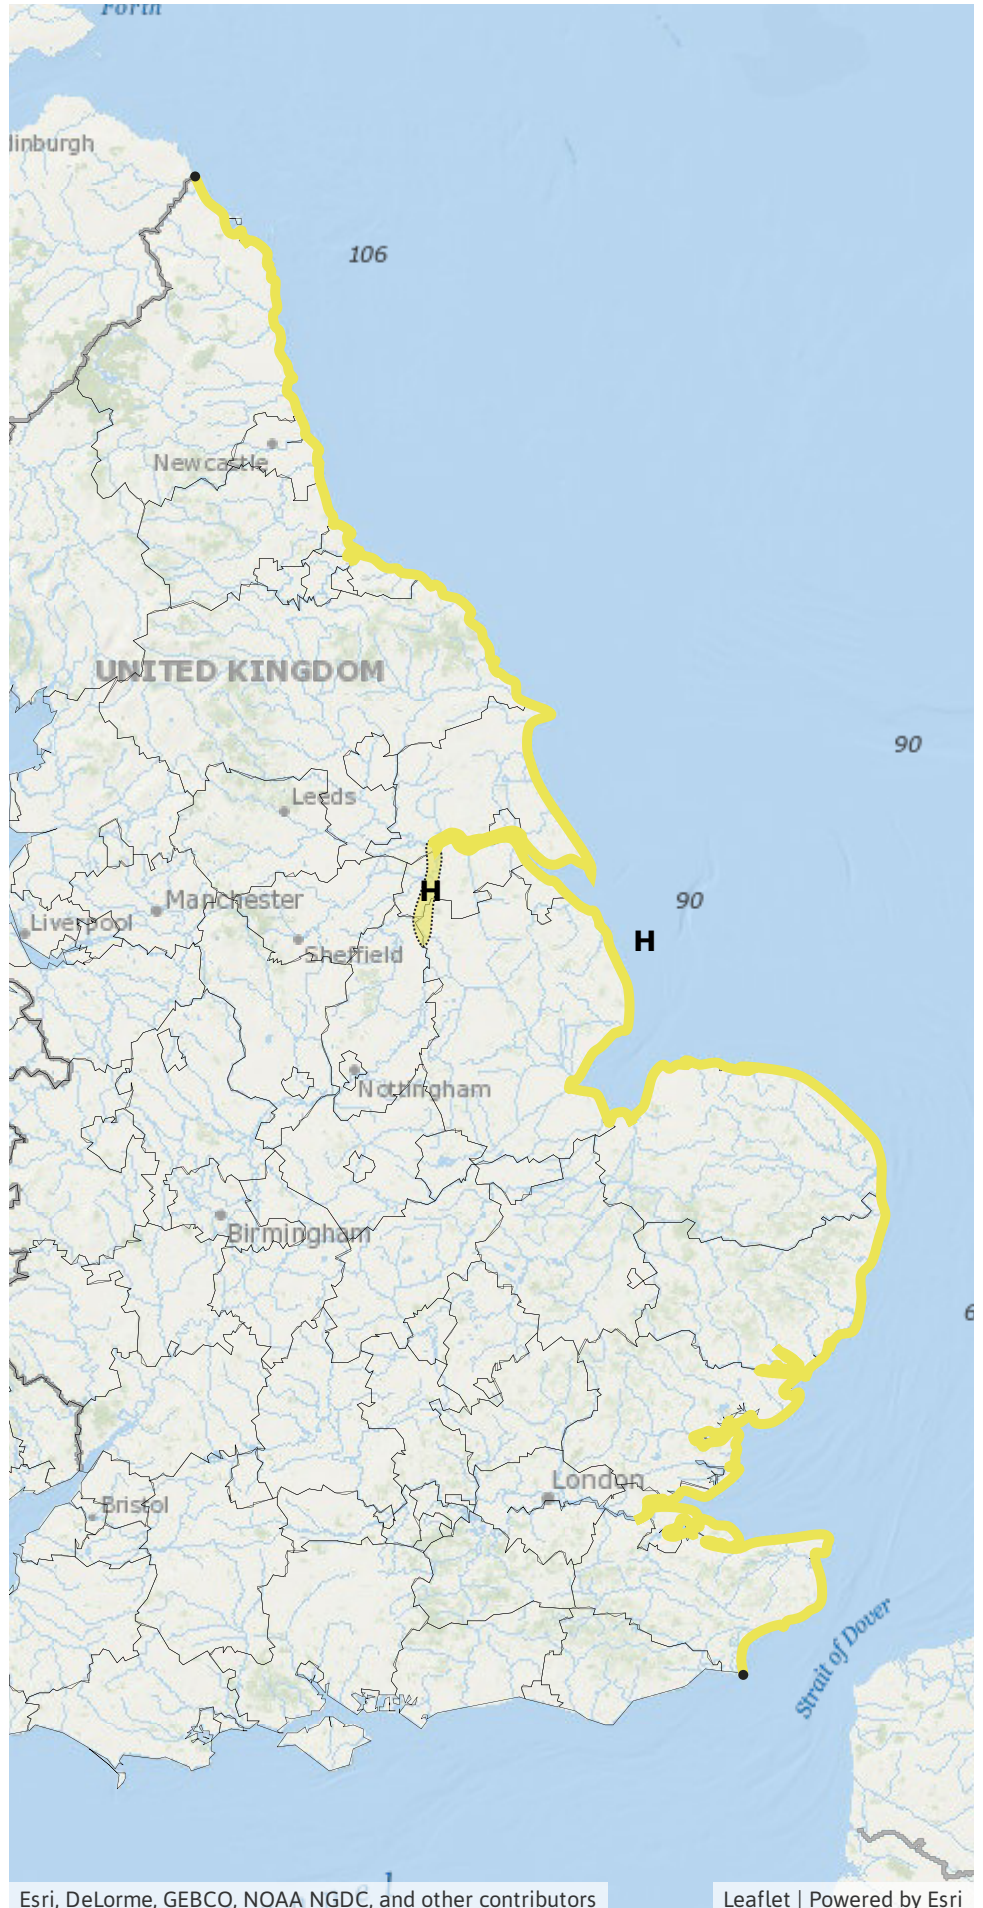 Forth
linburgh
106
Newcastle
UNITED KINGDOM
90
Leeds
H
Manchester
90
Liverpool
H
Sheffield
Nottingham
Birmingham
6
London
Bristol
Strait of Dover
el
Esri, DeLorme, GEBCO, NOAA NGDC, and other contributors
Leaflet | Powered by Esri